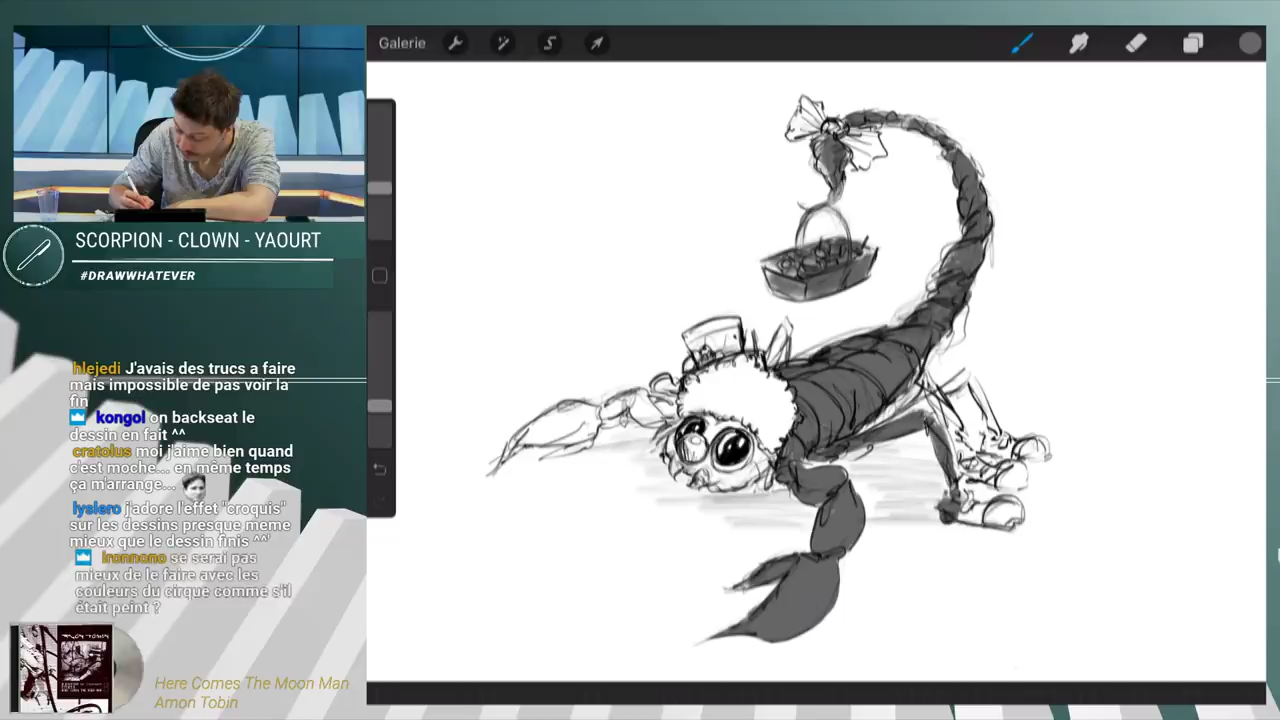 Galerie
SCORPION - CLOWN - YAOURT
#DRAWWHATEVER
hlejedi J'avais des trucs a faire
mais impossible de pas voir la
fin
kongol on backseat le
dessin en fait ^^
cratolus moi j'aime bien quand
c'est moche... en même temps
ça m'arrange...
lyslero j'adore l'effet "croquis"
sur les dessins presque meme
mieux que le dessin finis ^^'
ironnono se serai pas
mieux de le faire avec les
couleurs du cirque comme s'il
était peint ?
Here Comes The Moon Man
Amon Tobin